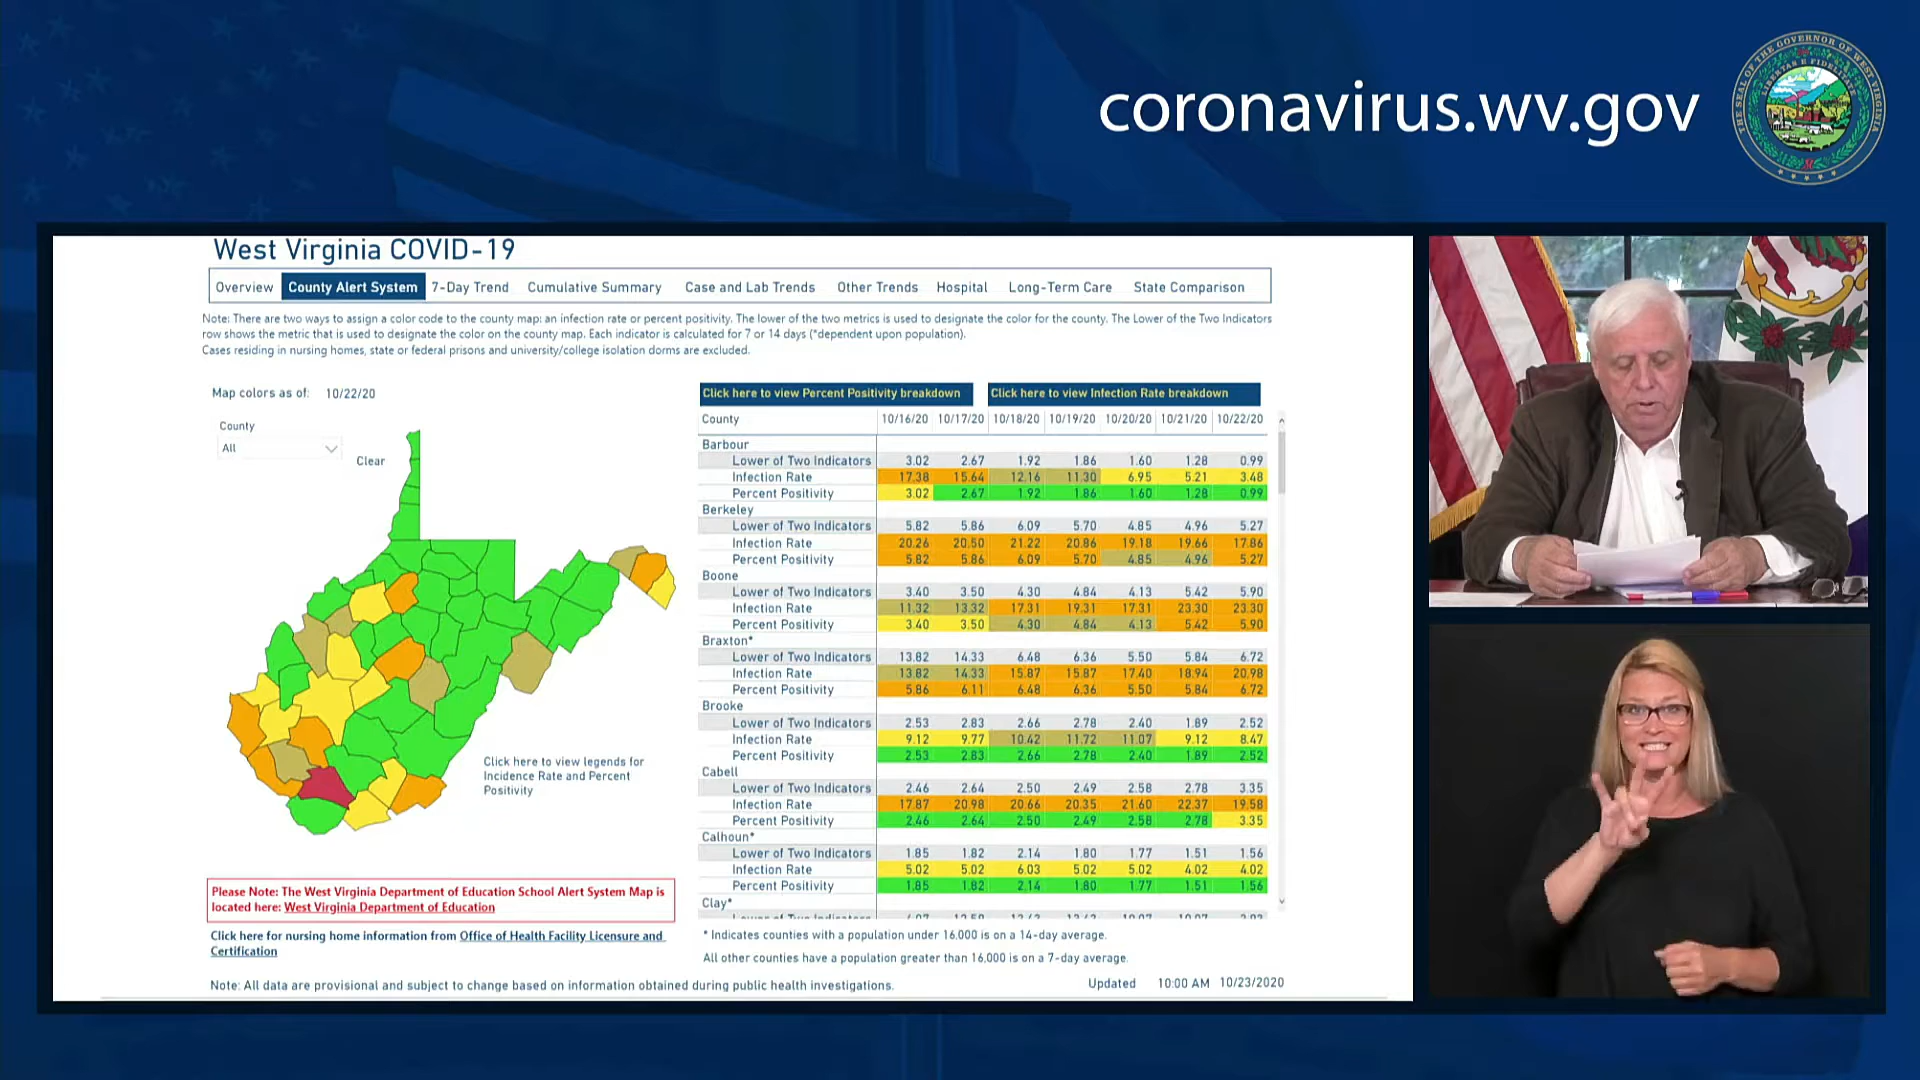 coronavirus.wv.gov
THE SEAL OF THE GOVERNOR OF WEST VIRGINIA
West Virginia COVID-19
Overview County Alert System 7-Day Trend Cumulative Summary Case and Lab Trends Other Trends Hospital Long-Term Care State Comparison
Note: There are two ways to assign a color code to the county map: an infection rate or percent positivity. The lower of the two metrics is used to designate the color for the county. The Lower of the Two Indicators
row shows the metric that is used to designate the color on the county map. Each indicator is calculated for 7 or 14 days (*dependent upon population).
Cases residing in nursing homes, state or federal prisons and university/college isolation dorms are excluded.
Map colors as of: 10/22/20
County
All
Clear
Click here to view legends for
Incidence Rate and Percent
Positivity
Please Note: The West Virginia Department of Education School Alert System Map is
located here: West Virginia Department of Education
Click here for nursing home information from Office of Health Facility Licensure and
Certification
Click here to view Percent Positivity breakdown Click here to view Infection Rate breakdown
County 10/16/20 10/17/20 10/18/20 10/19/20 10/20/20 10/21/20 10/22/20
Barbour
Lower of Two Indicators 3.02 2.67 1.92 1.86 1.60 1.28 0.99
Infection Rate 17.38 15.64 12.16 11.30 6.95 5.21 3.48
Percent Positivity 3.02 2.67 1.92 1.86 1.60 1.28 0.99
Berkeley
Lower of Two Indicators 5.82 5.86 6.09 5.70 4.85 4.96 5.27
Infection Rate 20.26 20.50 21.22 20.86 19.18 19.66 17.86
Percent Positivity 5.82 5.86 6.09 5.70 4.85 4.96 5.27
Boone
Lower of Two Indicators 3.40 3.50 4.30 4.84 4.13 5.42 5.90
Infection Rate 11.32 13.32 17.31 19.31 17.31 23.30 23.30
Percent Positivity 3.40 3.50 4.30 4.84 4.13 5.42 5.90
Braxton*
Lower of Two Indicators 13.82 14.33 6.48 6.36 5.50 5.84 6.72
Infection Rate 13.82 14.33 15.87 15.87 17.40 18.94 20.98
Percent Positivity 5.86 6.11 6.48 6.36 5.50 5.84 6.72
Brooke
Lower of Two Indicators 2.53 2.83 2.66 2.78 2.40 1.89 2.52
Infection Rate 9.12 9.77 10.42 11.72 11.07 9.12 8.47
Percent Positivity 2.53 2.83 2.66 2.78 2.40 1.89 2.52
Cabell
Lower of Two Indicators 2.46 2.64 2.50 2.49 2.58 2.78 3.35
Infection Rate 17.87 20.98 20.66 20.35 21.60 22.37 19.58
Percent Positivity 2.46 2.64 2.50 2.49 2.58 2.78 3.35
Calhoun*
Lower of Two Indicators 1.85 1.82 2.14 1.80 1.77 1.51 1.56
Infection Rate 5.02 5.02 6.03 5.02 5.02 4.02 4.02
Percent Positivity 1.85 1.82 2.14 1.80 1.77 1.51 1.56
Clay*
* Indicates counties with a population under 16,000 is on a 14-day average.
All other counties have a population greater than 16,000 is on a 7-day average.
Note: All data are provisional and subject to change based on information obtained during public health investigations.
Updated 10:00 AM 10/23/2020